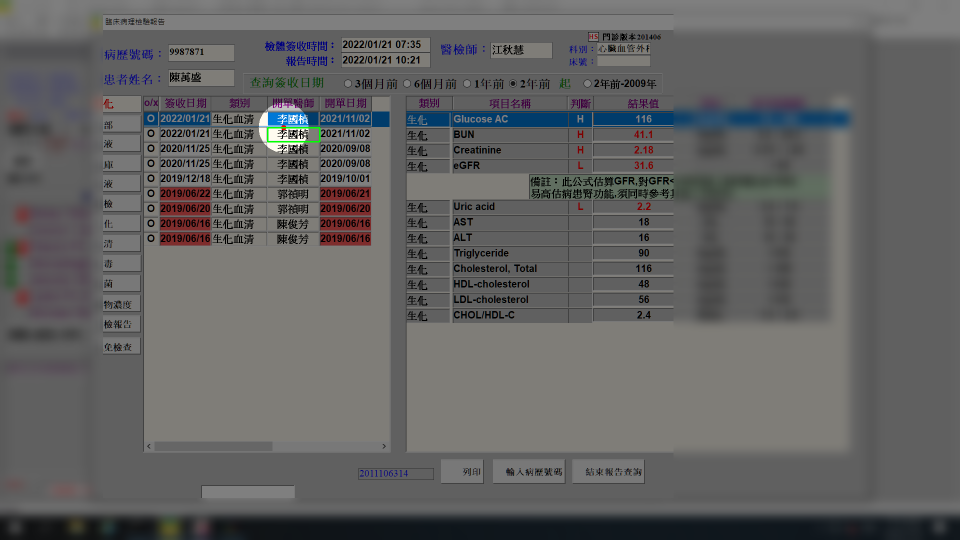 臨床病理檢驗報告
HS 門診版本201406
病歷號碼： 9987871 檢體簽收時間： 2022/01/21 07:35 醫檢師： 江秋慧 科別： 心臟血管外科
報告時間： 2022/01/21 10:21 床號：
患者姓名： 陳萬盛
查詢簽收日期 3個月前 6個月前 1年前 2年前 起 2年前-2009年
化 o/x 簽收日期 類別 開單醫師 開單日期
O 2022/01/21 生化血清 李國楨 2021/11/02
O 2022/01/21 生化血清 李國楨 2021/11/02
O 2020/11/25 生化血清 李國楨 2020/09/08
O 2020/11/25 生化血清 李國楨 2020/09/08
O 2019/12/18 生化血清 李國楨 2019/10/01
O 2019/06/22 生化血清 郭禎明 2019/06/21
O 2019/06/20 生化血清 郭禎明 2019/06/20
O 2019/06/16 生化血清 陳俊芳 2019/06/16
O 2019/06/16 生化血清 陳俊芳 2019/06/16
部
液
庫
液
檢
化
清
毒
菌
物濃度
檢報告
免檢查
類別 項目名稱 判斷 結果值
生化 Glucose AC H 116
生化 BUN H 41.1
生化 Creatinine H 2.18
生化 eGFR L 31.6
備註：此公式估算GFR,對GFR<
易高估病患腎功能,須同時參考
生化 Uric acid L 2.2
生化 AST 18
生化 ALT 16
生化 Triglyceride 90
生化 Cholesterol, Total 116
生化 HDL-cholesterol 48
生化 LDL-cholesterol 56
生化 CHOL/HDL-C 2.4
2011106314 列印 輸入病歷號碼 結束報告查詢